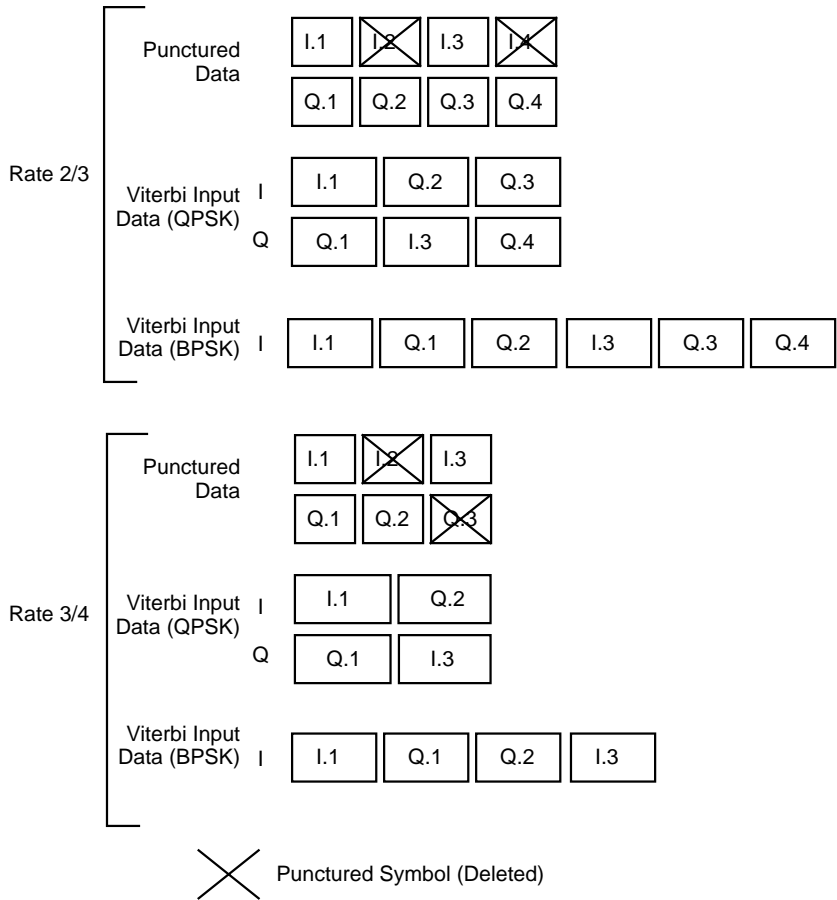 Punctured
Data
I.1 I.2 I.3 I.4
Q.1 Q.2 Q.3 Q.4
Rate 2/3
Viterbi Input
Data (QPSK)
I
I.1 Q.2 Q.3
Q
Q.1 I.3 Q.4
Viterbi Input
Data (BPSK)
I
I.1 Q.1 Q.2 I.3 Q.3 Q.4
Punctured
Data
I.1 I.2 I.3
Q.1 Q.2 Q.3
Rate 3/4
Viterbi Input
Data (QPSK)
I
I.1 Q.2
Q
Q.1 I.3
Viterbi Input
Data (BPSK)
I
I.1 Q.1 Q.2 I.3
Punctured Symbol (Deleted)